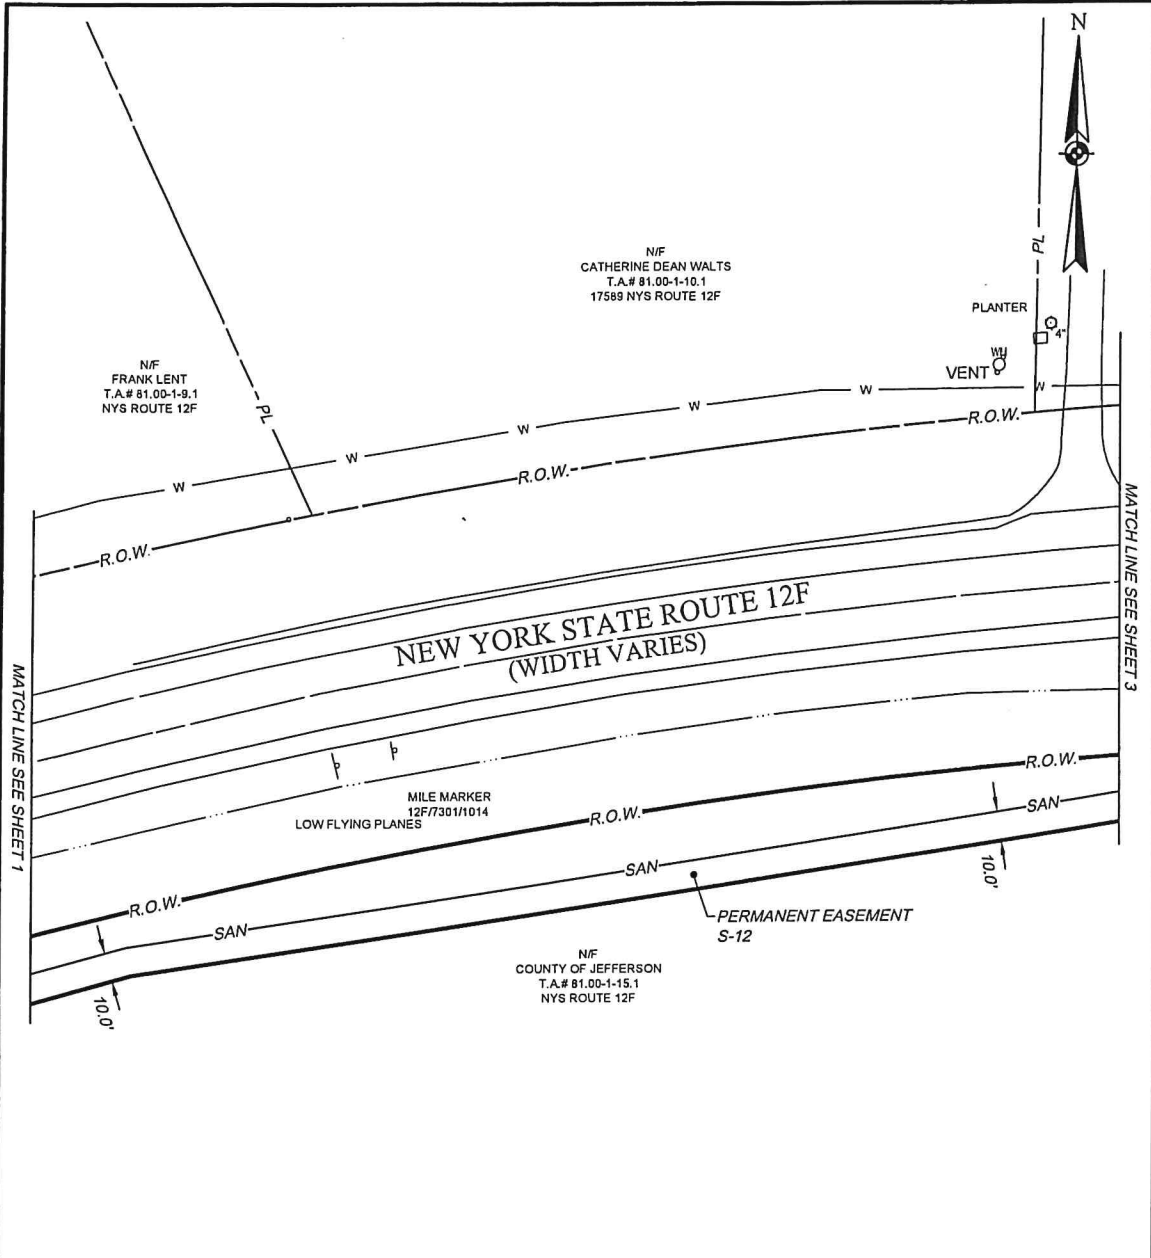 N
N/F
CATHERINE DEAN WALTS
T.A.# 81.00-1-10.1
17589 NYS ROUTE 12F
PL
PLANTER
4"
WH
VENT
N/F
FRANK LENT
T.A.# 81.00-1-9.1
NYS ROUTE 12F
PL
W
W
W
W
W
W
R.O.W.
R.O.W.
R.O.W.
MATCH LINE SEE SHEET 3
NEW YORK STATE ROUTE 12F
(WIDTH VARIES)
MATCH LINE SEE SHEET 1
MILE MARKER
12F/7301/1014
LOW FLYING PLANES
R.O.W.
R.O.W.
R.O.W.
SAN
SAN
SAN
10.0'
PERMANENT EASEMENT
S-12
N/F
COUNTY OF JEFFERSON
T.A.# 81.00-1-15.1
NYS ROUTE 12F
10.0'